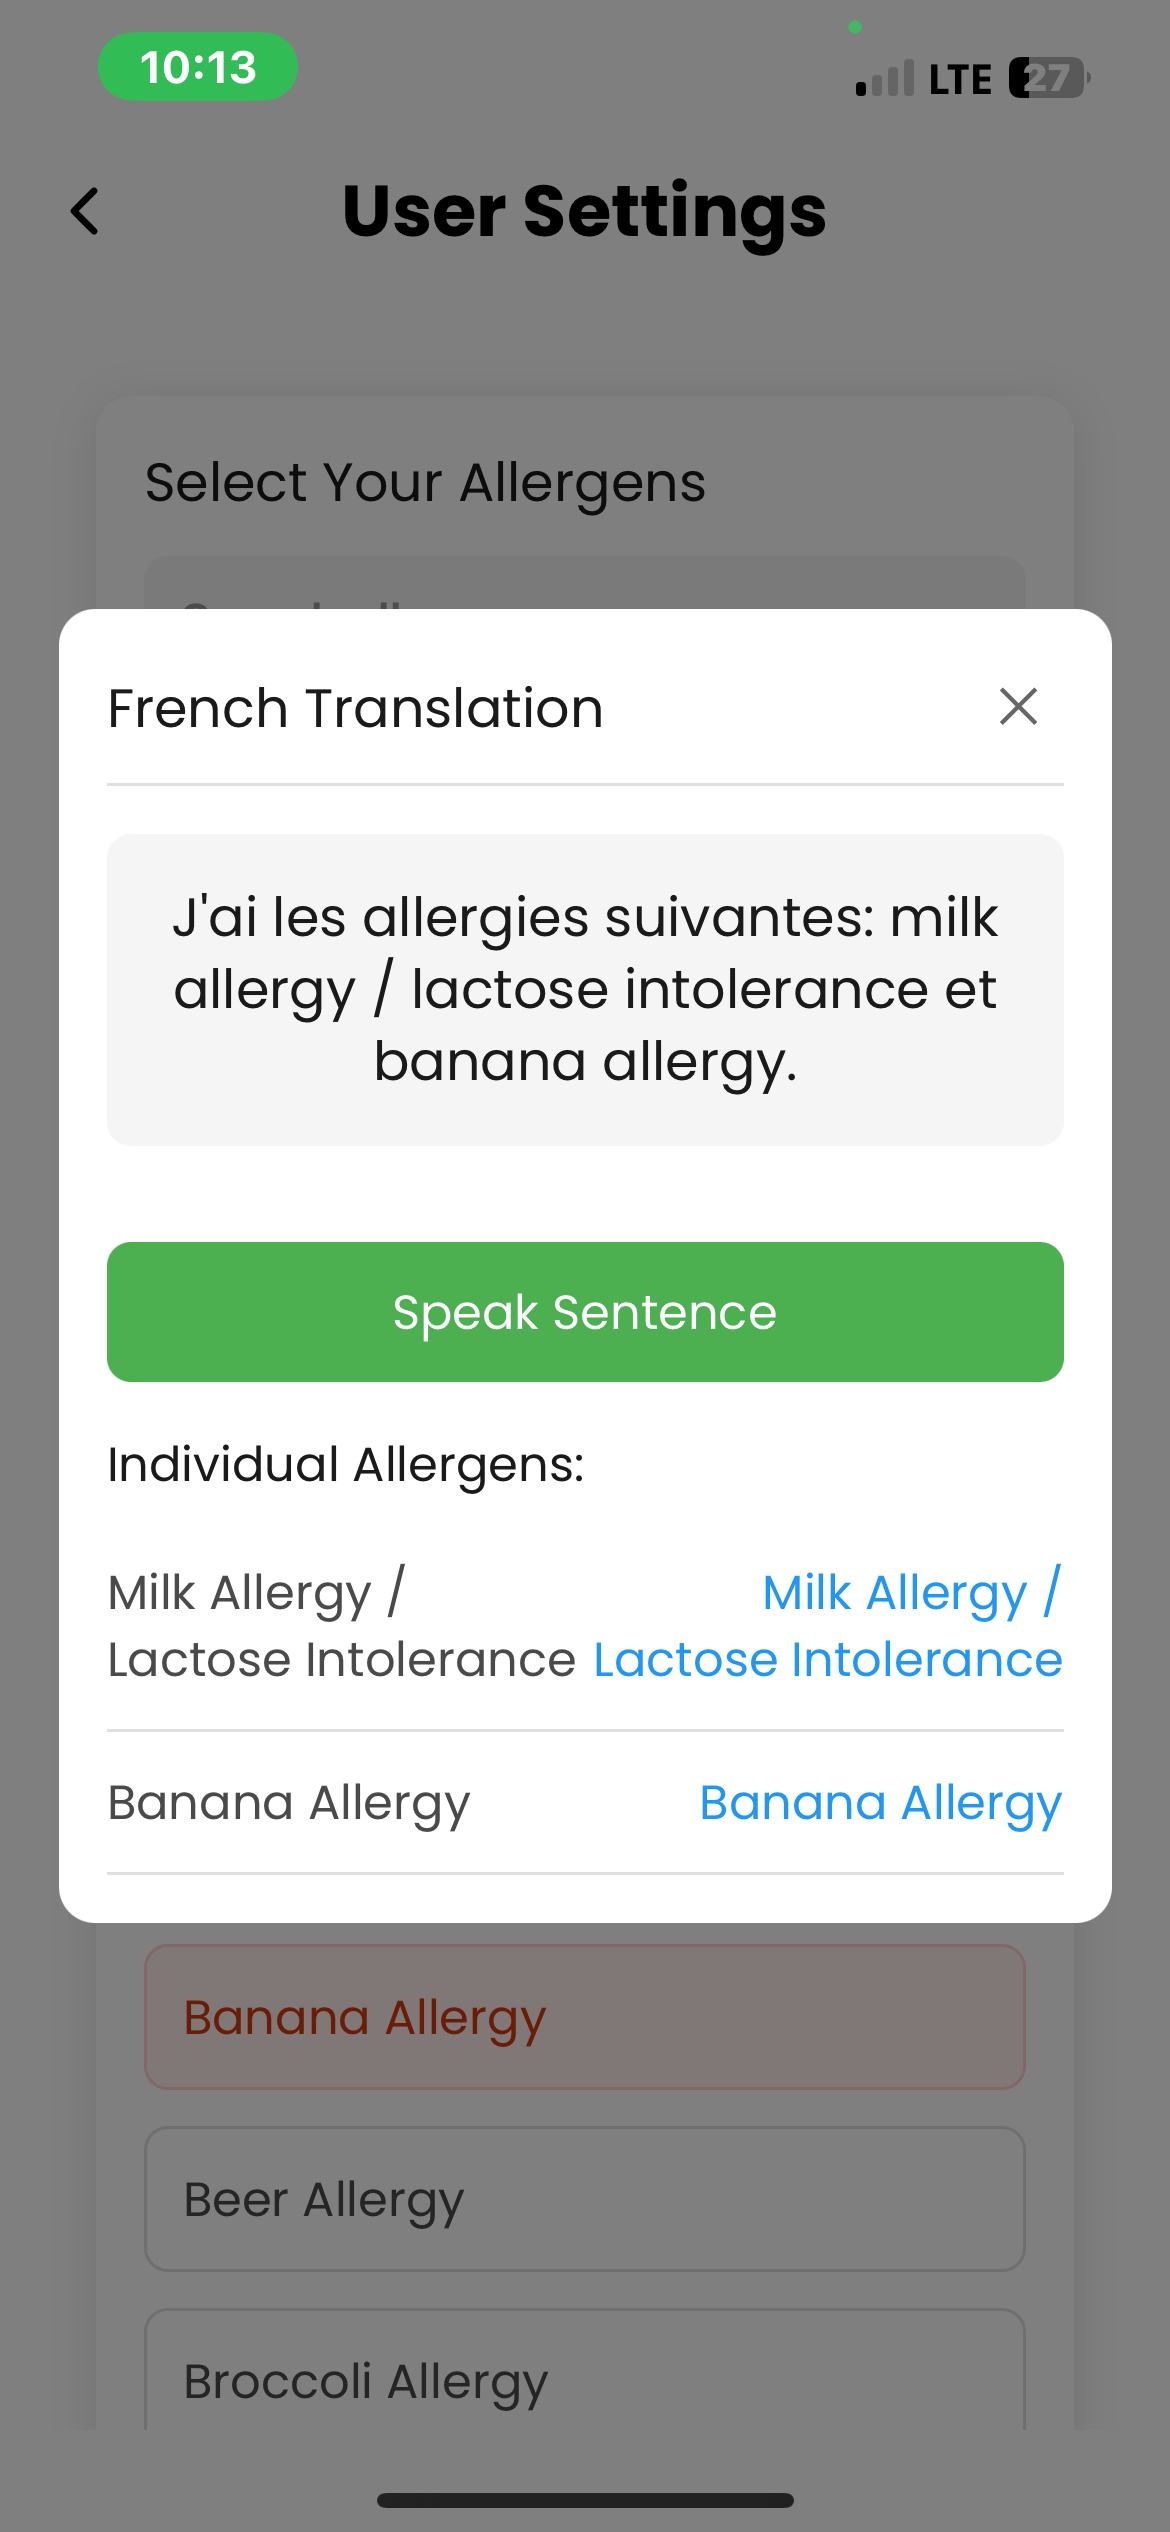 10:13
LTE 27
User Settings
Select Your Allergens
French Translation
J'ai les allergies suivantes: milk
allergy / lactose intolerance et
banana allergy.
Speak Sentence
Individual Allergens:
Milk Allergy /
Lactose Intolerance
Milk Allergy /
Lactose Intolerance
Banana Allergy
Banana Allergy
Banana Allergy
Beer Allergy
Broccoli Allergy